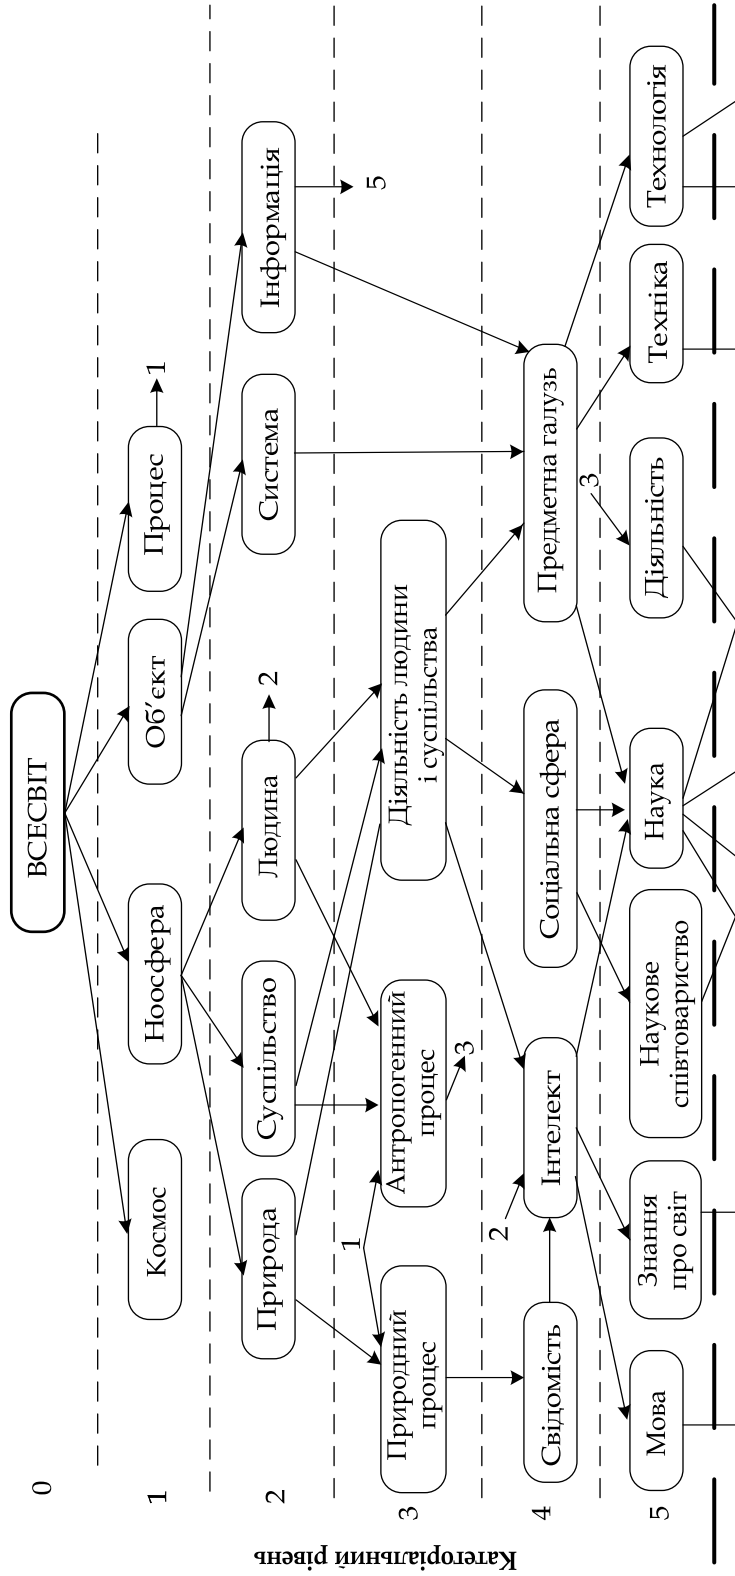 Категоріальний рівень
0
ВСЕСВІТ
1
Космос
Ноосфера
Об'єкт
Процес
1
2
Природа
Суспільство
Людина
2
Система
Інформація
5
3
Природний
процес
1
Антропогенний
процес
3
Діяльність людини
і суспільства
4
Свідомість
2
Інтелект
Соціальна сфера
Предметна галузь
3
5
Мова
Знання
про світ
Наукове
співтовариство
Наука
Діяльність
Техніка
Технологія